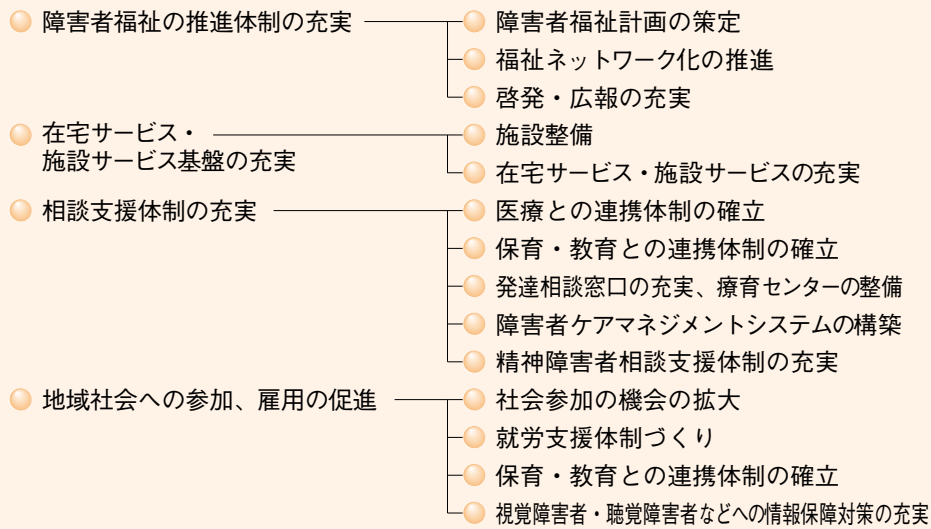 障害者福祉の推進体制の充実
障害者福祉計画の策定
福祉ネットワーク化の推進
啓発・広報の充実
在宅サービス・
施設サービス基盤の充実
施設整備
在宅サービス・施設サービスの充実
相談支援体制の充実
医療との連携体制の確立
保育・教育との連携体制の確立
発達相談窓口の充実、療育センターの整備
障害者ケアマネジメントシステムの構築
精神障害者相談支援体制の充実
地域社会への参加、雇用の促進
社会参加の機会の拡大
就労支援体制づくり
保育・教育との連携体制の確立
視覚障害者・聴覚障害者などへの情報保障対策の充実